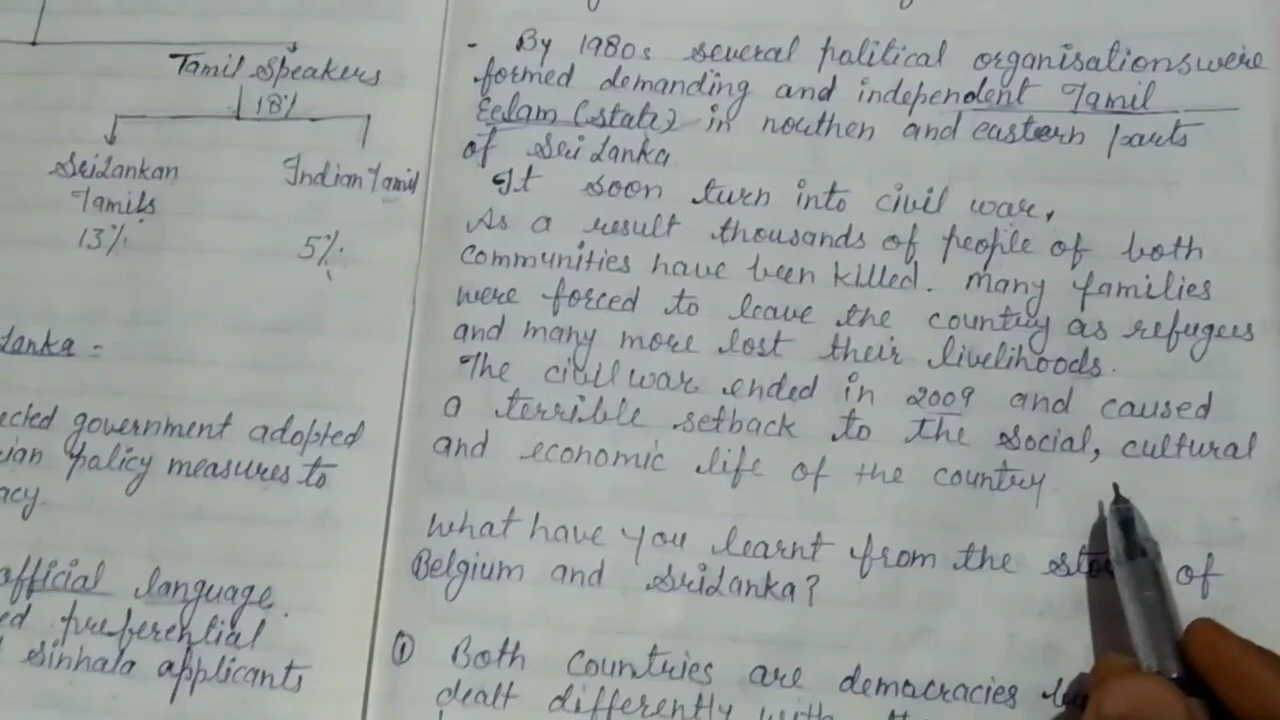 Tamil Speakers
18%
SriLankan
Tamils
13%
Indian Tamil
5%
Lanka -
ected government adopted
ian policy measures to
acy.
official language.
ed preferential
sinhala applicants
- By 1980s several political organisations were
formed demanding and independent Tamil
Eelam (state) in nouthen and eastern parts
of Sri Lanka
It soon turn into civil war,
As a result thousands of people of both
communities have been killed. Many families
were forced to leave the country as refugees
and many more lost their livelihoods.
The civil war ended in 2009 and caused
a terrible setback to the social, cultural
and economic life of the country
What have you learnt from the of
Belgium and SriLanka?
① Both countries are democracies
dealt differently with